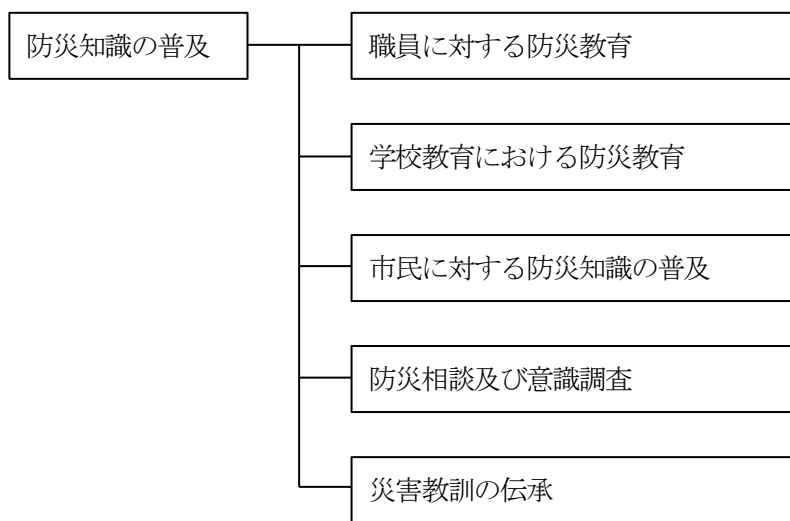 防災知識の普及
職員に対する防災教育
学校教育における防災教育
市民に対する防災知識の普及
防災相談及び意識調査
災害教訓の伝承